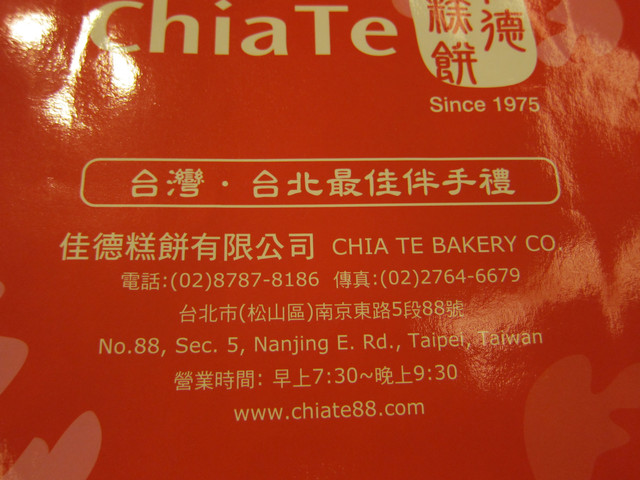 ChiaTe
德
糕餅
Since 1975
台灣・台北最佳伴手禮
佳德糕餅有限公司 CHIA TE BAKERY CO.
電話:(02)8787-8186 傳真:(02)2764-6679
台北市(松山區)南京東路5段88號
No.88, Sec. 5, Nanjing E. Rd., Taipei, Taiwan
營業時間: 早上7:30~晚上9:30
www.chiate88.com